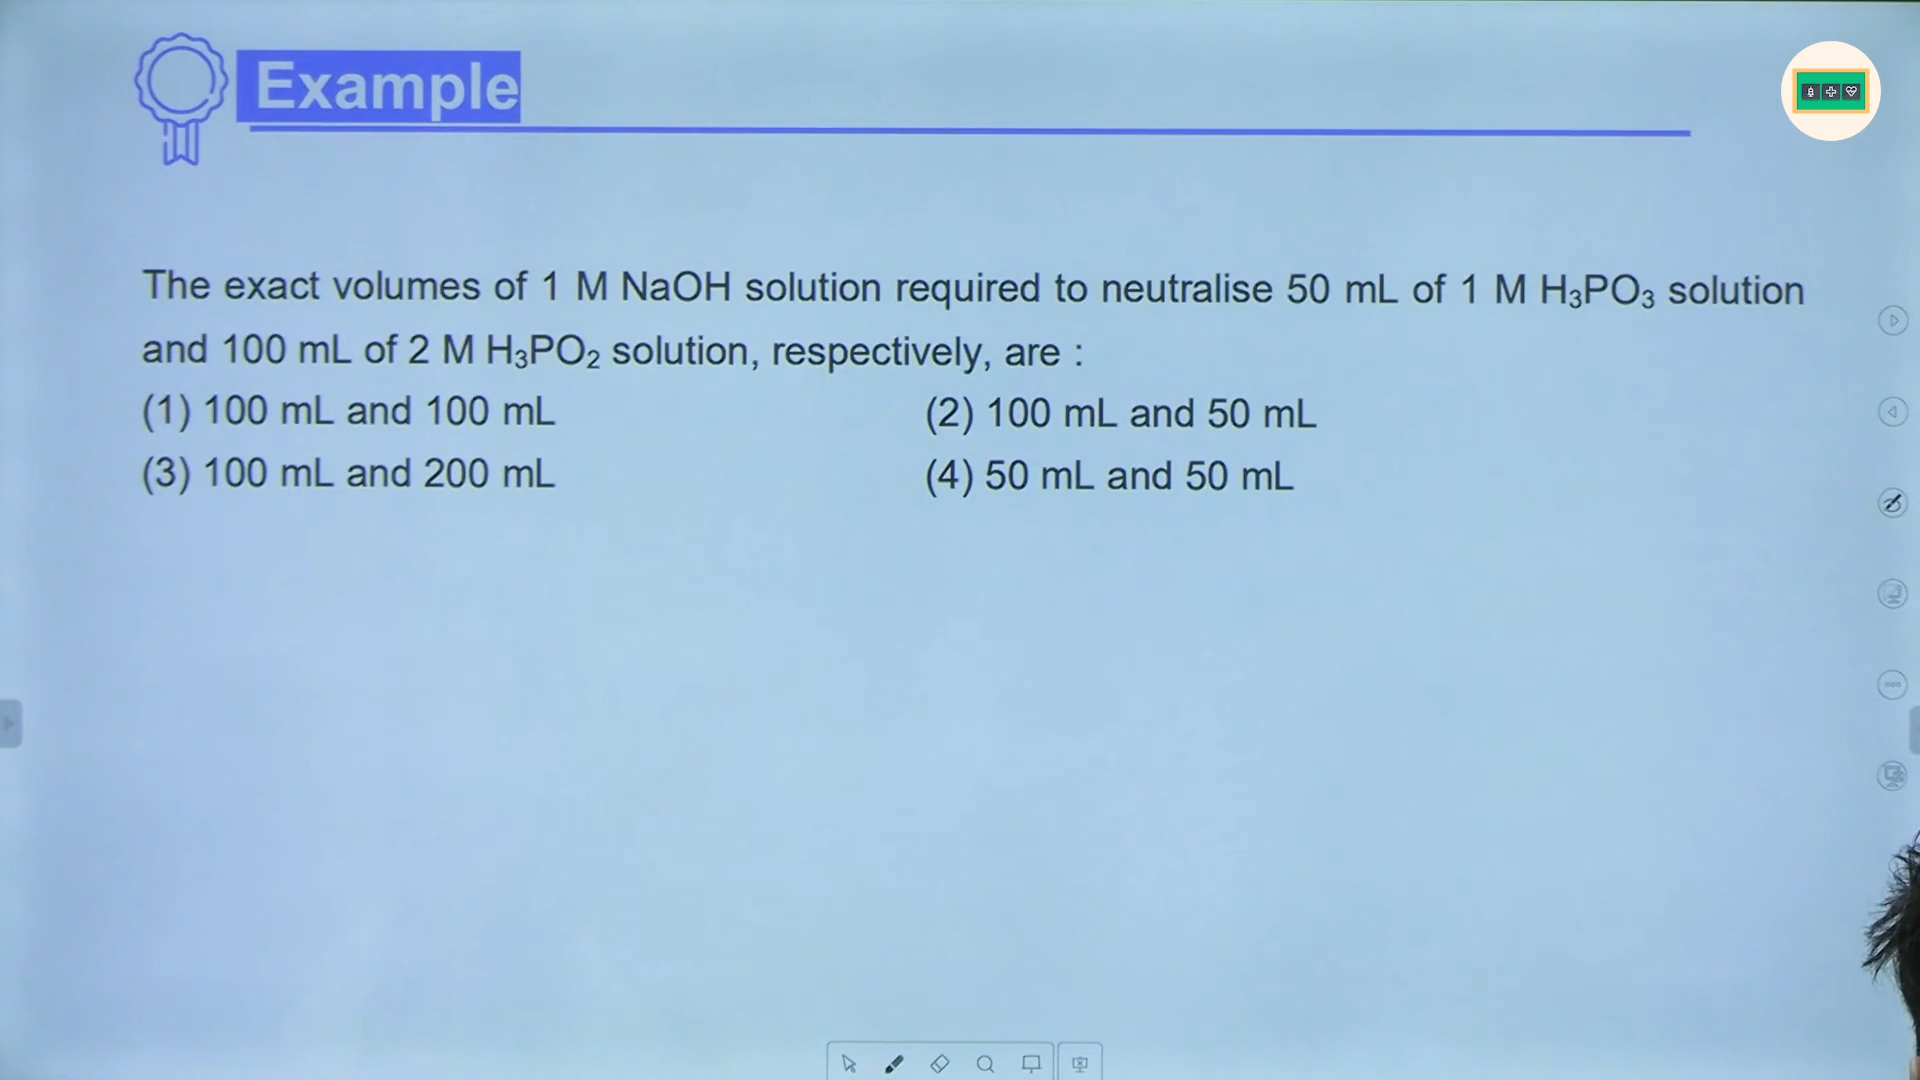 Example
The exact volumes of 1 M NaOH solution required to neutralise 50 mL of 1 M H₃PO₃ solution
and 100 mL of 2 M H₃PO₂ solution, respectively, are :
(1) 100 mL and 100 mL (2) 100 mL and 50 mL
(3) 100 mL and 200 mL (4) 50 mL and 50 mL